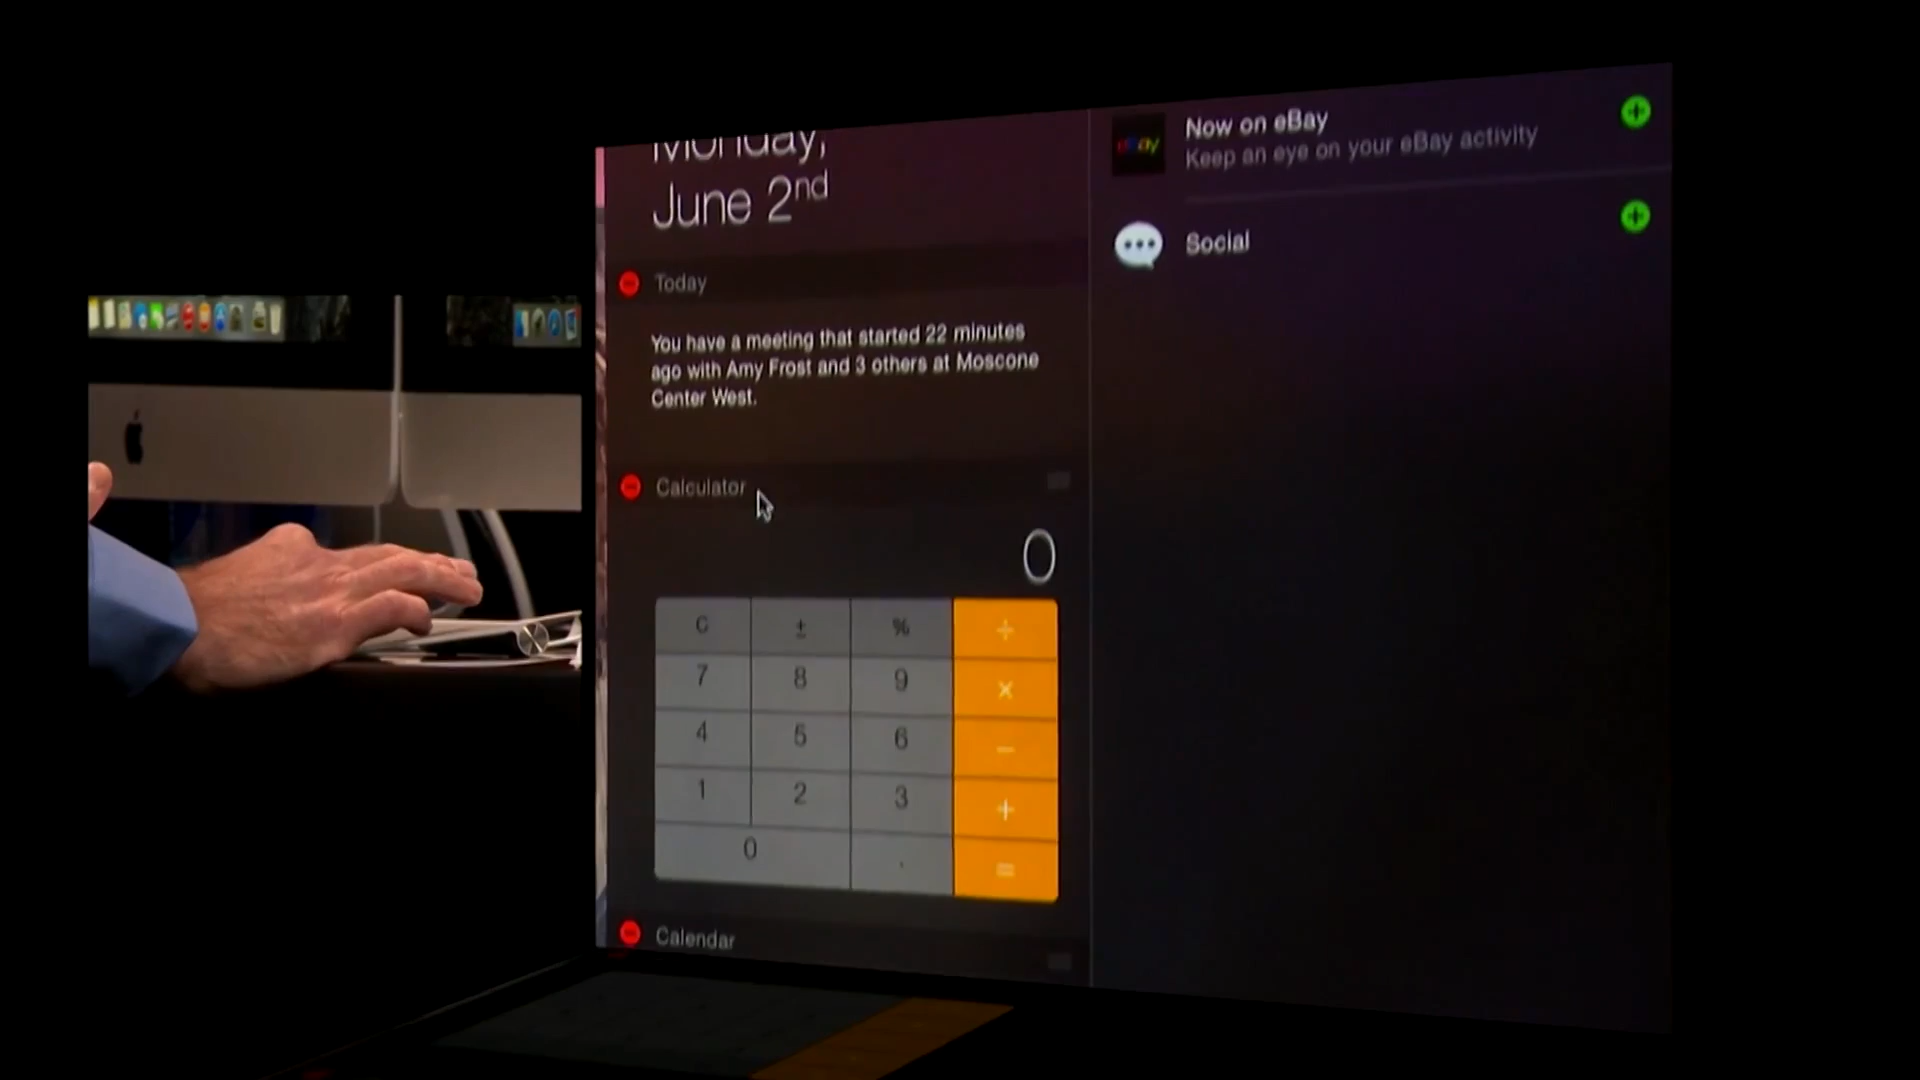 Monday,
June 2nd
Today
You have a meeting that started 22 minutes
ago with Amy Frost and 3 others at Moscone
Center West.
Calculator
0
C ± % ÷
7 8 9 ×
4 5 6 −
1 2 3 +
0 . =
Calendar
ebay
Now on eBay
Keep an eye on your eBay activity
Social